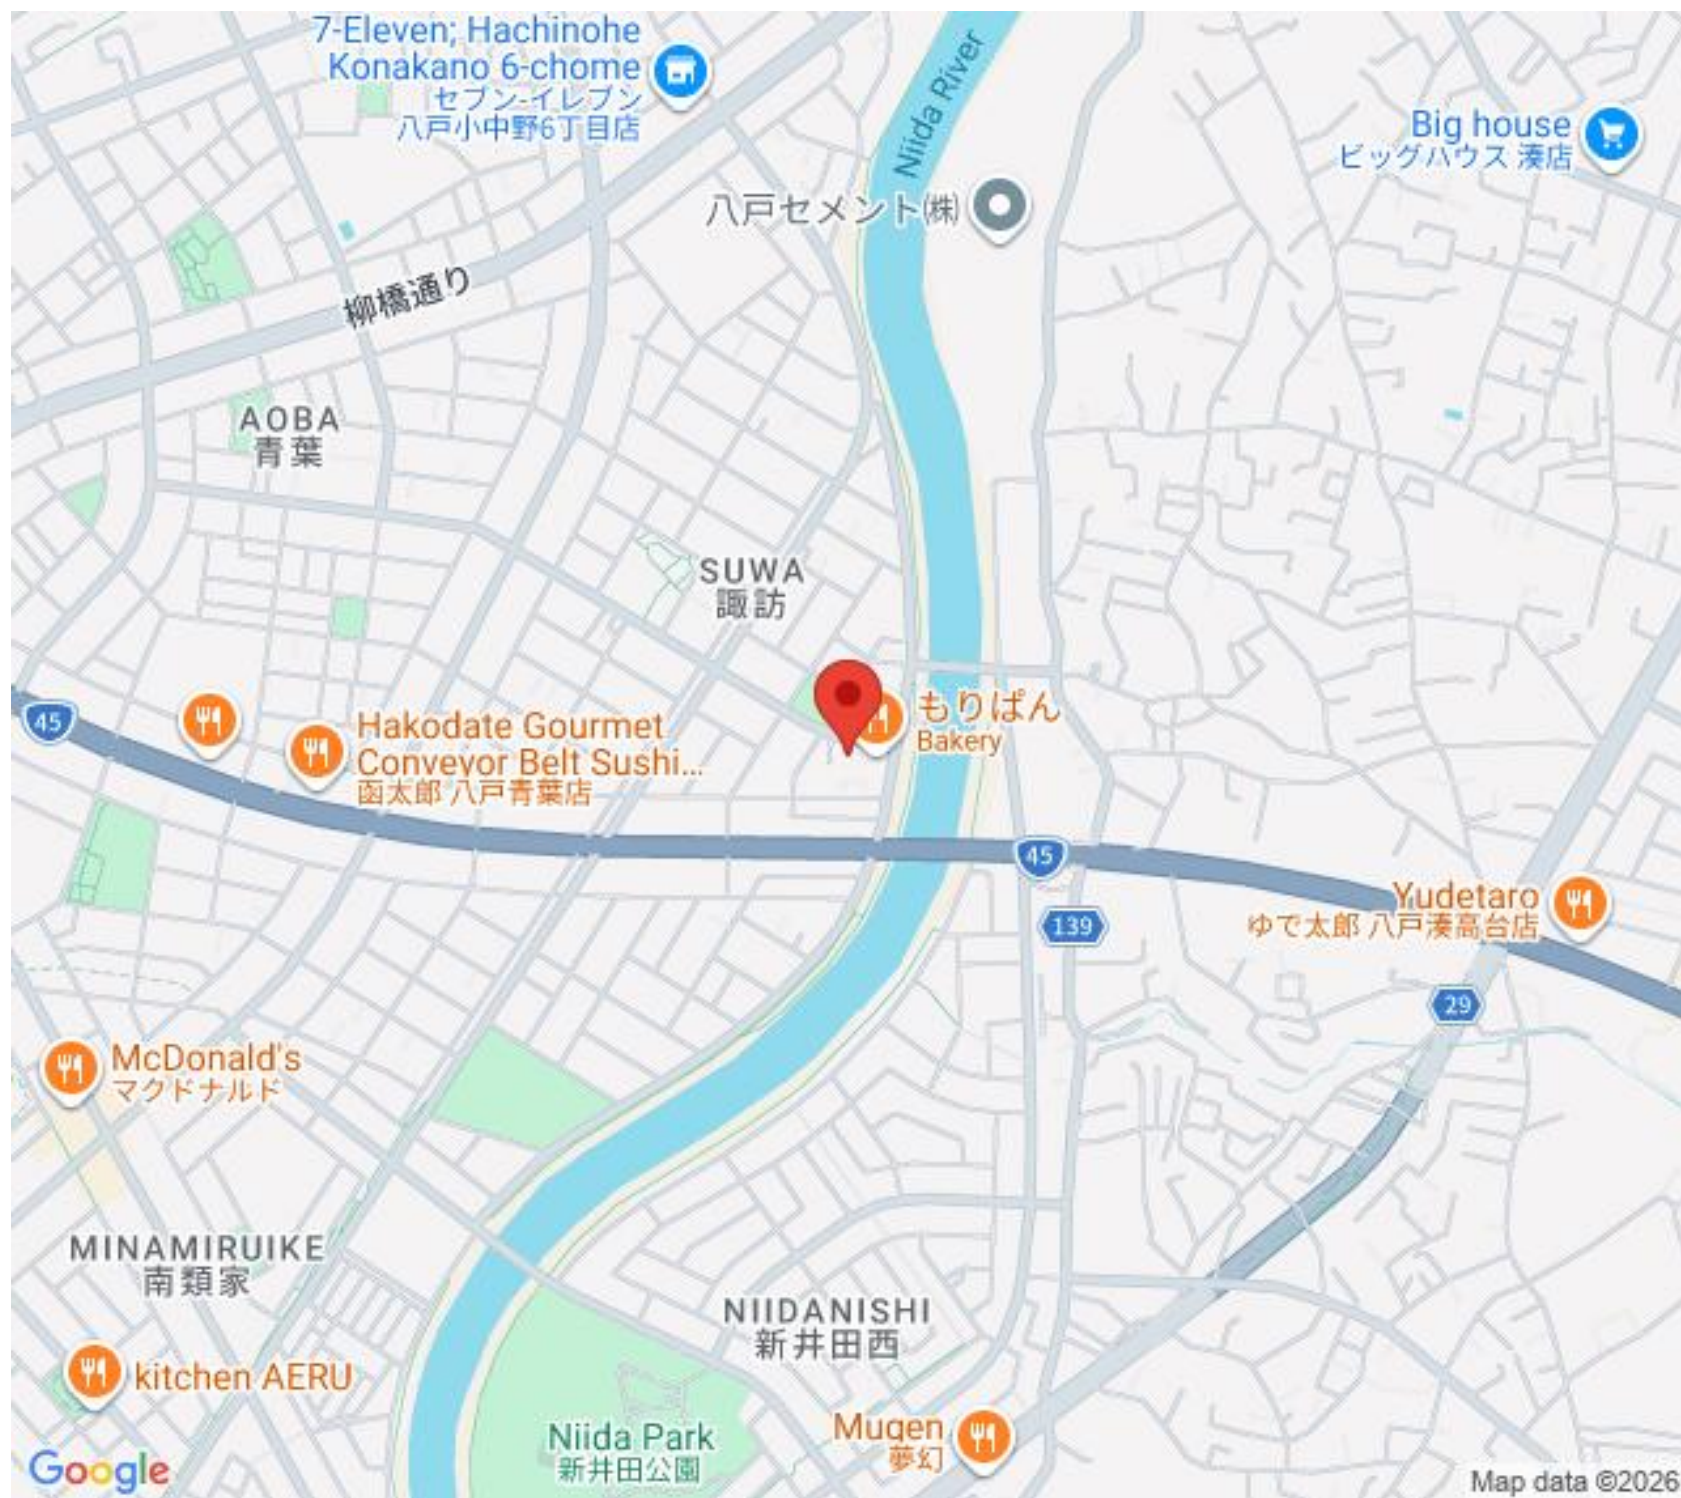 7-Eleven; Hachinohe
Konakano 6-chome
セブン-イレブン
八戸小中野6丁目店
Niida River
Big house
ビッグハウス 湊店
八戸セメント㈱
柳橋通り
AOBA
青葉
SUWA
諏訪
もりぱん
Bakery
45
Hakodate Gourmet
Conveyor Belt Sushi...
函太郎 八戸青葉店
45
Yudetaro
ゆで太郎 八戸湊高台店
139
29
McDonald's
マクドナルド
MINAMIRUIKE
南類家
NIIDANISHI
新井田西
kitchen AERU
Niida Park
新井田公園
Mugen
夢幻
Google
Map data ©2026